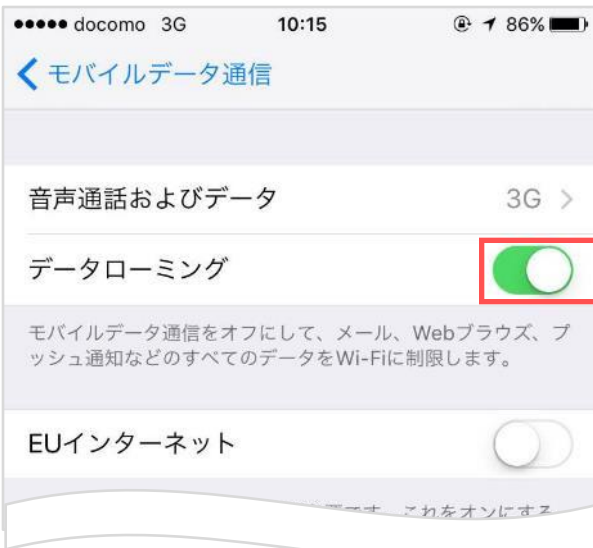 docomo 3G 10:15 86%
モバイルデータ通信
音声通話およびデータ 3G
データローミング
モバイルデータ通信をオフにして、メール、Webブラウズ、プ
ッシュ通知などのすべてのデータをWi-Fiに制限します。
EUインターネット
です。これをオンにする